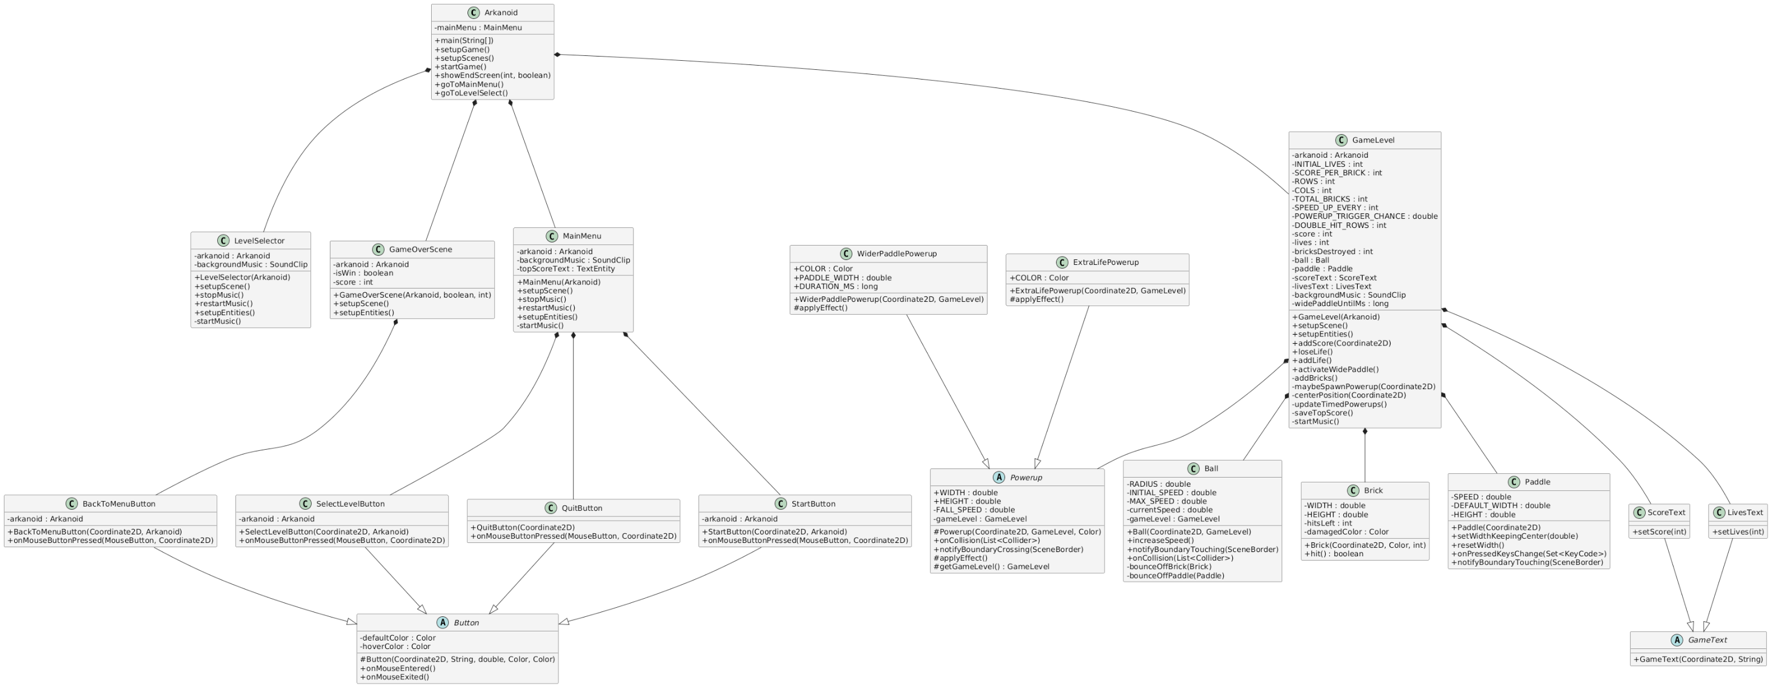 C Arkanoid
-mainMenu : MainMenu
+main(String[])
+setupGame()
+setupScenes()
+startGame()
+showEndScreen(int, boolean)
+goToMainMenu()
+goToLevelSelect()
C GameLevel
-arkanoid : Arkanoid
-INITIAL_LIVES : int
-SCORE_PER_BRICK : int
-ROWS : int
-COLS : int
-TOTAL_BRICKS : int
-SPEED_UP_EVERY : int
-POWERUP_TRIGGER_CHANCE : double
-DOUBLE_HIT_ROWS : int
-score : int
-lives : int
-bricksDestroyed : int
-ball : Ball
-paddle : Paddle
-scoreText : ScoreText
-livesText : LivesText
-backgroundMusic : SoundClip
-widePaddleUntilMs : long
+GameLevel(Arkanoid)
+setupScene()
+setupEntities()
+addScore(Coordinate2D)
+loseLife()
+addLife()
+activateWidePaddle()
-addBricks()
-maybeSpawnPowerup(Coordinate2D)
-centerPosition(Coordinate2D)
-updateTimedPowerups()
-saveTopScore()
-startMusic()
C LevelSelector
-arkanoid : Arkanoid
-backgroundMusic : SoundClip
+LevelSelector(Arkanoid)
+setupScene()
+stopMusic()
+restartMusic()
+setupEntities()
-startMusic()
C GameOverScene
-arkanoid : Arkanoid
-isWin : boolean
-score : int
+GameOverScene(Arkanoid, boolean, int)
+setupScene()
+setupEntities()
C MainMenu
-arkanoid : Arkanoid
-backgroundMusic : SoundClip
-topScoreText : TextEntity
+MainMenu(Arkanoid)
+setupScene()
+stopMusic()
+restartMusic()
+setupEntities()
-startMusic()
C WiderPaddlePowerup
+COLOR : Color
+PADDLE_WIDTH : double
+DURATION_MS : long
+WiderPaddlePowerup(Coordinate2D, GameLevel)
#applyEffect()
C ExtraLifePowerup
+COLOR : Color
+ExtraLifePowerup(Coordinate2D, GameLevel)
#applyEffect()
C BackToMenuButton
-arkanoid : Arkanoid
+BackToMenuButton(Coordinate2D, Arkanoid)
+onMouseButtonPressed(MouseButton, Coordinate2D)
C SelectLevelButton
-arkanoid : Arkanoid
+SelectLevelButton(Coordinate2D, Arkanoid)
+onMouseButtonPressed(MouseButton, Coordinate2D)
C QuitButton
+QuitButton(Coordinate2D)
+onMouseButtonPressed(MouseButton, Coordinate2D)
C StartButton
-arkanoid : Arkanoid
+StartButton(Coordinate2D, Arkanoid)
+onMouseButtonPressed(MouseButton, Coordinate2D)
A Powerup
+WIDTH : double
+HEIGHT : double
-FALL_SPEED : double
-gameLevel : GameLevel
#Powerup(Coordinate2D, GameLevel, Color)
+onCollision(List<Collider>)
+notifyBoundaryCrossing(SceneBorder)
#applyEffect()
#getGameLevel() : GameLevel
C Ball
-RADIUS : double
-INITIAL_SPEED : double
-MAX_SPEED : double
-currentSpeed : double
-gameLevel : GameLevel
+Ball(Coordinate2D, GameLevel)
+increaseSpeed()
+notifyBoundaryTouching(SceneBorder)
+onCollision(List<Collider>)
-bounceOffBrick(Brick)
-bounceOffPaddle(Paddle)
C Brick
-WIDTH : double
-HEIGHT : double
-hitsLeft : int
-damagedColor : Color
+Brick(Coordinate2D, Color, int)
+hit() : boolean
C Paddle
-SPEED : double
-DEFAULT_WIDTH : double
-HEIGHT : double
+Paddle(Coordinate2D)
+setWidthKeepingCenter(double)
+resetWidth()
+onPressedKeysChange(Set<KeyCode>)
+notifyBoundaryTouching(SceneBorder)
C ScoreText
+setScore(int)
C LivesText
+setLives(int)
A Button
-defaultColor : Color
-hoverColor : Color
#Button(Coordinate2D, String, double, Color, Color)
+onMouseEntered()
+onMouseExited()
A GameText
+GameText(Coordinate2D, String)